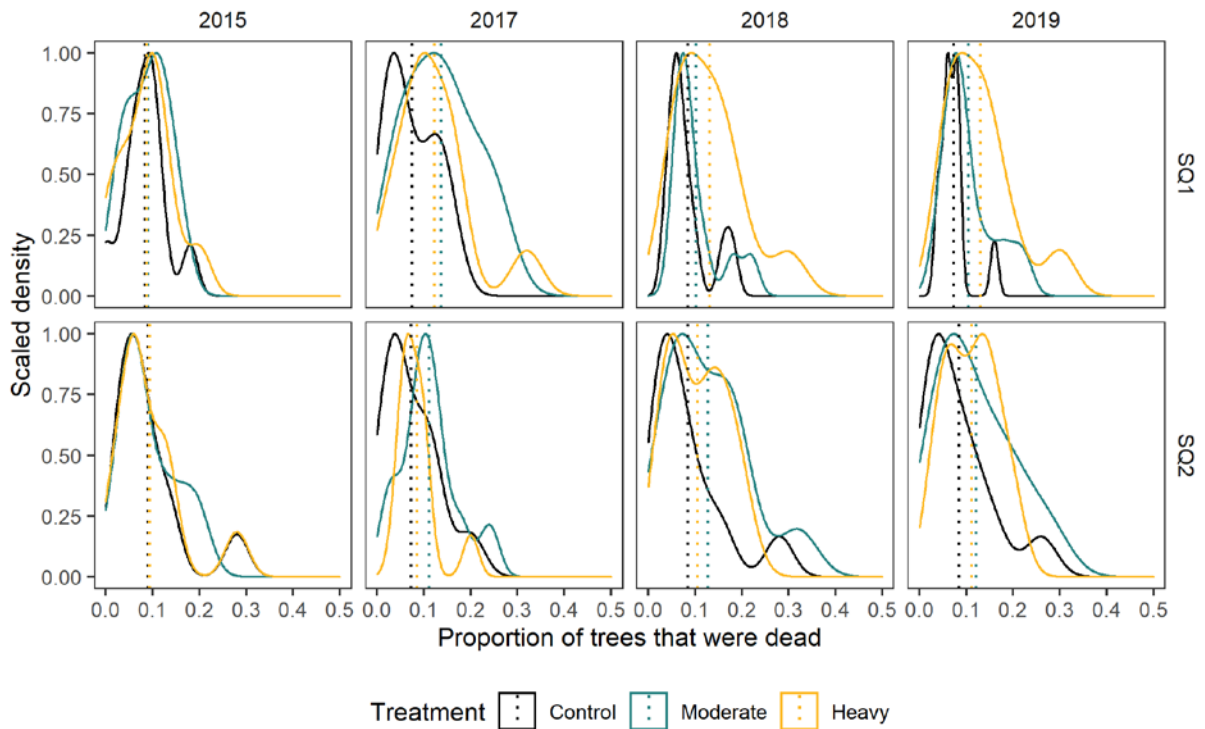 2015 2017 2018 2019
1.00
0.75
0.50
0.25
0.00
SQ1
1.00
0.75
0.50
0.25
0.00
SQ2
Scaled density
0.0 0.1 0.2 0.3 0.4 0.5 0.0 0.1 0.2 0.3 0.4 0.5 0.0 0.1 0.2 0.3 0.4 0.5 0.0 0.1 0.2 0.3 0.4 0.5
Proportion of trees that were dead
Treatment Control Moderate Heavy